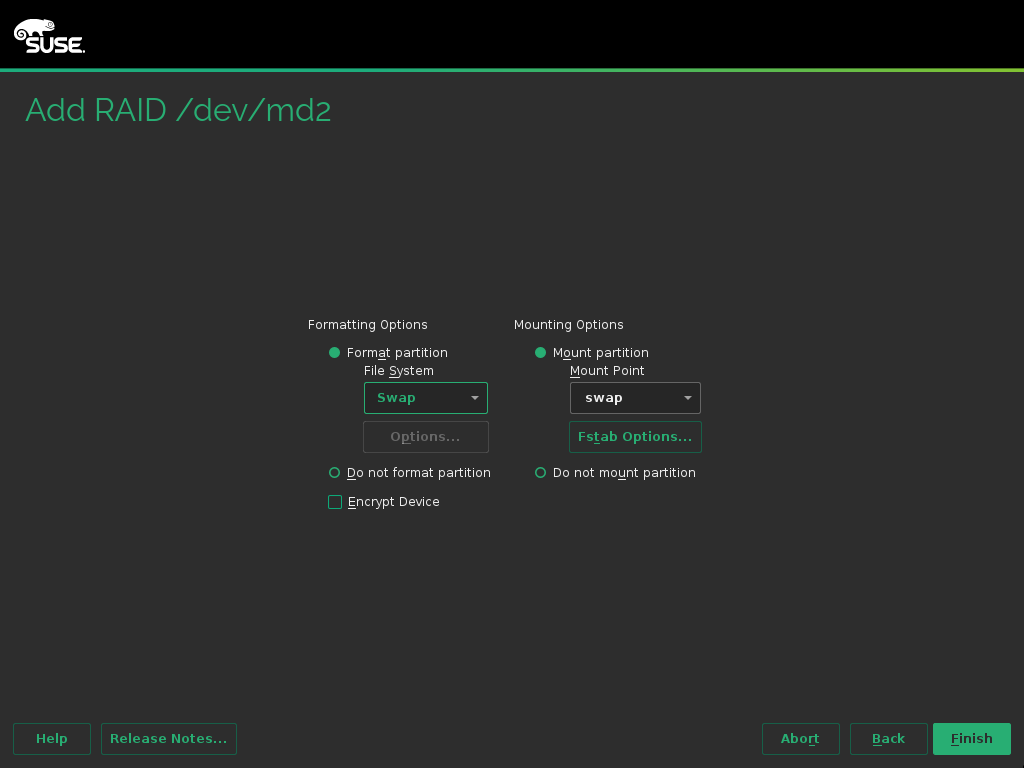 SUSE.
Add RAID /dev/md2
Formatting Options
Format partition
File System
Swap
Options...
Do not format partition
Encrypt Device
Mounting Options
Mount partition
Mount Point
swap
Fstab Options...
Do not mount partition
Help
Release Notes...
Abort
Back
Finish